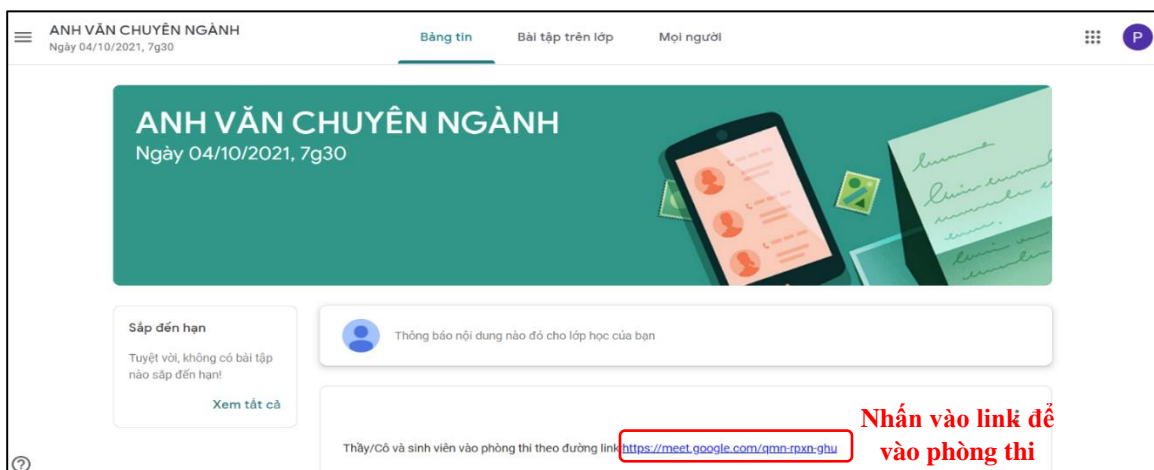 ANH VĂN CHUYÊN NGÀNH
Ngày 04/10/2021, 7g30
Bảng tin
Bài tập trên lớp
Mọi người
P
ANH VĂN CHUYÊN NGÀNH
Ngày 04/10/2021, 7g30
Sắp đến hạn
Tuyệt vời, không có bài tập
nào sắp đến hạn!
Xem tất cả
Thông báo nội dung nào đó cho lớp học của bạn
Thầy/Cô và sinh viên vào phòng thi theo đường link https://meet.google.com/qmn-rpxn-ghu
Nhấn vào link để
vào phòng thi